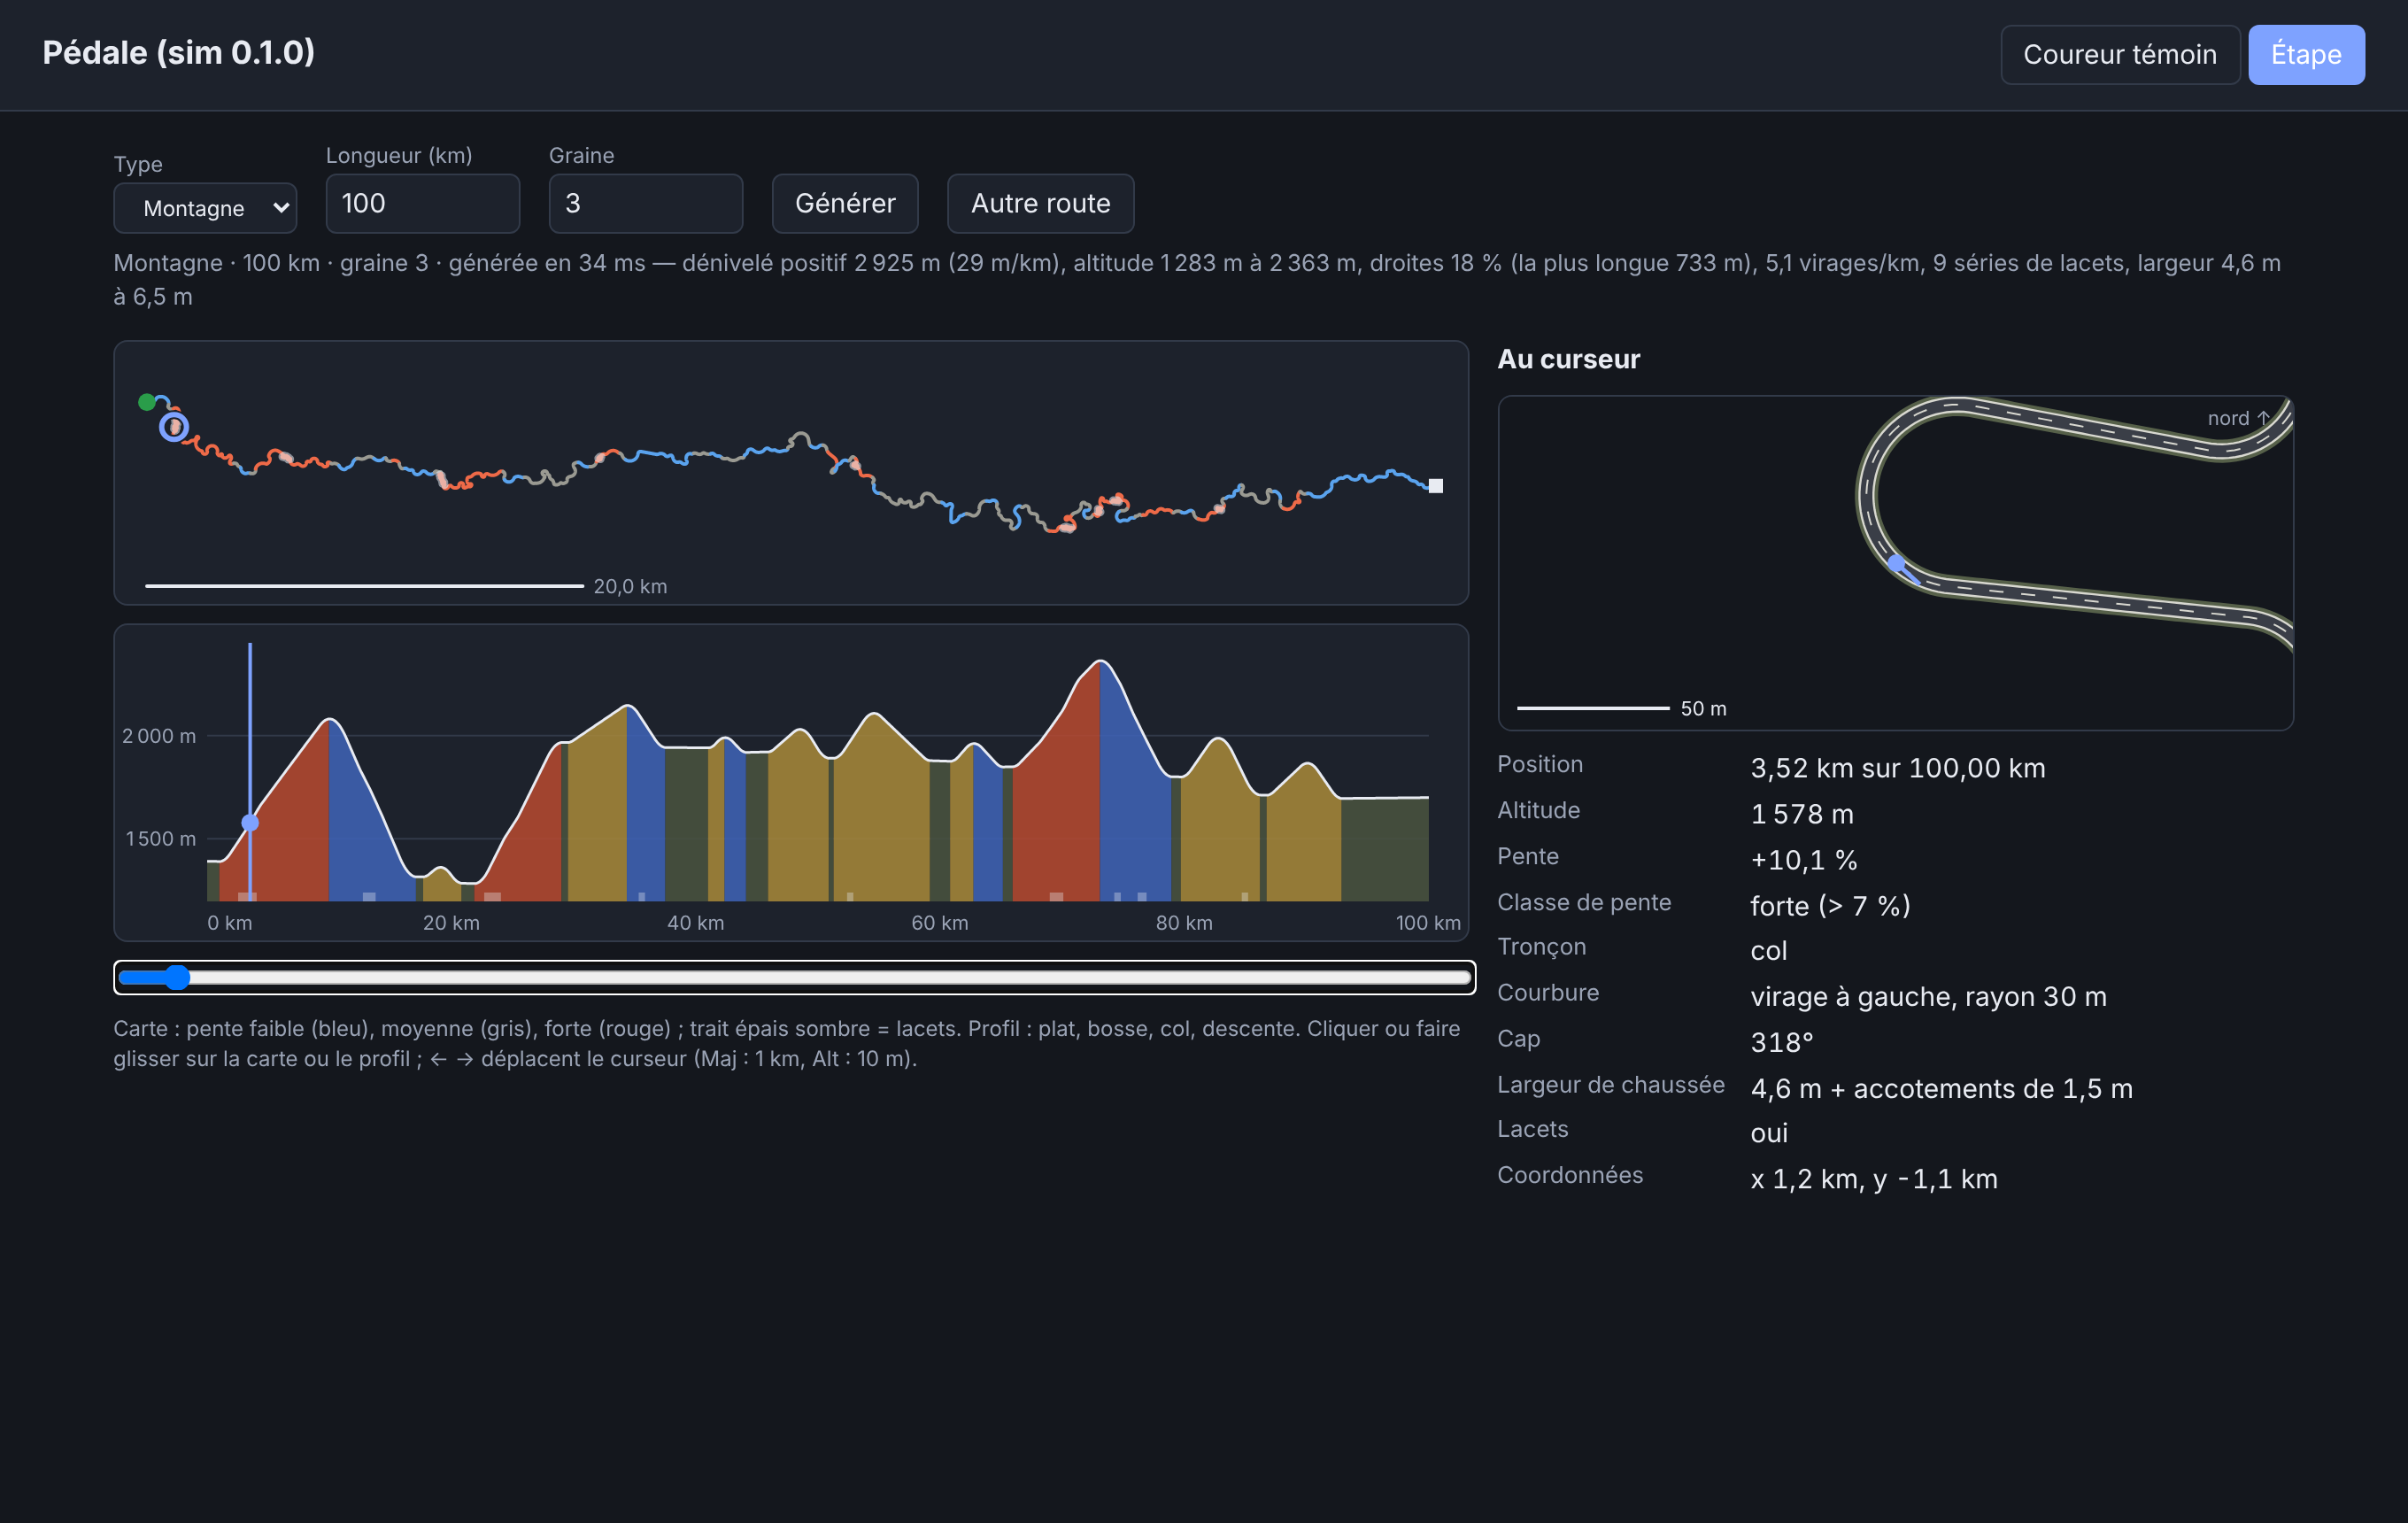 Pédale (sim 0.1.0)
Coureur témoin
Étape
Type
Longueur (km)
Graine
Montagne
100
3
Générer
Autre route
Montagne · 100 km · graine 3 · générée en 34 ms — dénivelé positif 2 925 m (29 m/km), altitude 1 283 m à 2 363 m, droites 18 % (la plus longue 733 m), 5,1 virages/km, 9 séries de lacets, largeur 4,6 m
à 6,5 m
20,0 km
2 000 m
1 500 m
0 km
20 km
40 km
60 km
80 km
100 km
Carte : pente faible (bleu), moyenne (gris), forte (rouge) ; trait épais sombre = lacets. Profil : plat, bosse, col, descente. Cliquer ou faire
glisser sur la carte ou le profil ; ← → déplacent le curseur (Maj : 1 km, Alt : 10 m).
Au curseur
nord ↑
50 m
Position 3,52 km sur 100,00 km
Altitude 1 578 m
Pente +10,1 %
Classe de pente forte (> 7 %)
Tronçon col
Courbure virage à gauche, rayon 30 m
Cap 318°
Largeur de chaussée 4,6 m + accotements de 1,5 m
Lacets oui
Coordonnées x 1,2 km, y -1,1 km